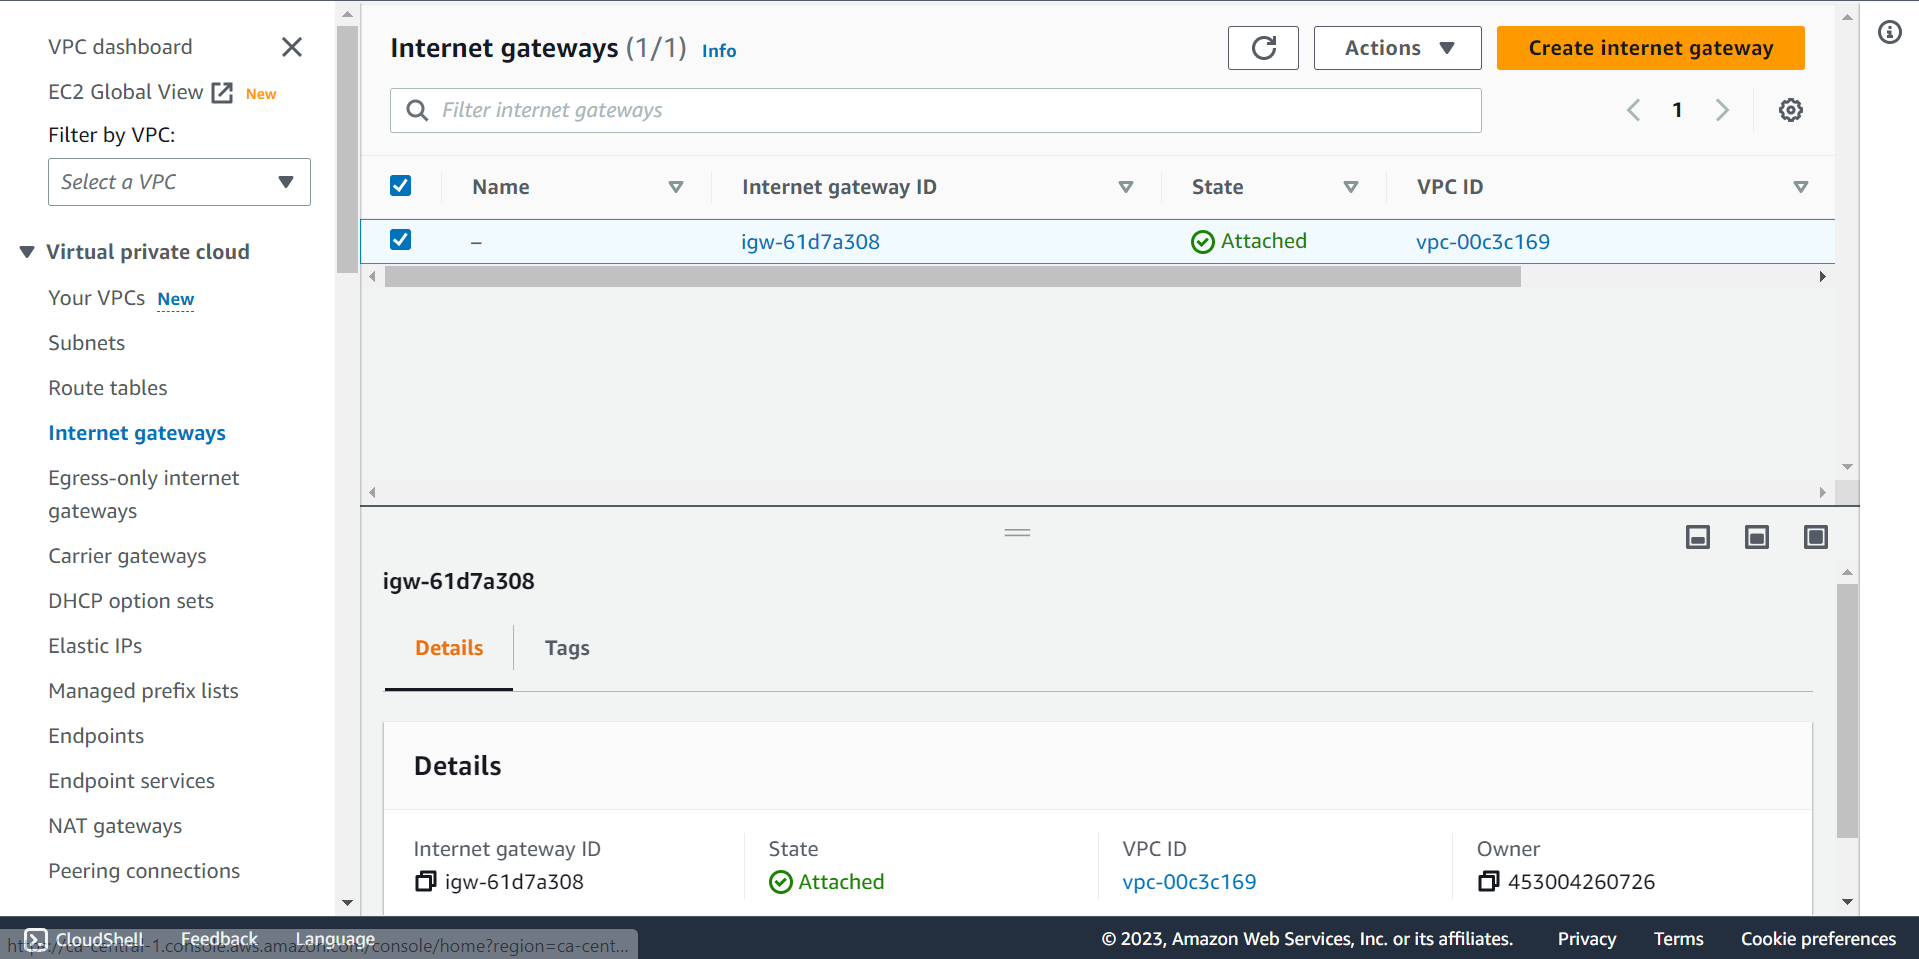 VPC dashboard
EC2 Global View New
Filter by VPC:
Select a VPC
Virtual private cloud
Your VPCs New
Subnets
Route tables
Internet gateways
Egress-only internet
gateways
Carrier gateways
DHCP option sets
Elastic IPs
Managed prefix lists
Endpoints
Endpoint services
NAT gateways
Peering connections
Internet gateways (1/1) Info
Actions
Create internet gateway
Filter internet gateways
1
Name Internet gateway ID State VPC ID
– igw-61d7a308 Attached vpc-00c3c169
igw-61d7a308
Details Tags
Details
Internet gateway ID State VPC ID Owner
igw-61d7a308 Attached vpc-00c3c169 453004260726
CloudShell Feedback Language
https://ca-central-1.console.aws.amazon.com/console/home?region=ca-cent...
© 2023, Amazon Web Services, Inc. or its affiliates. Privacy Terms Cookie preferences